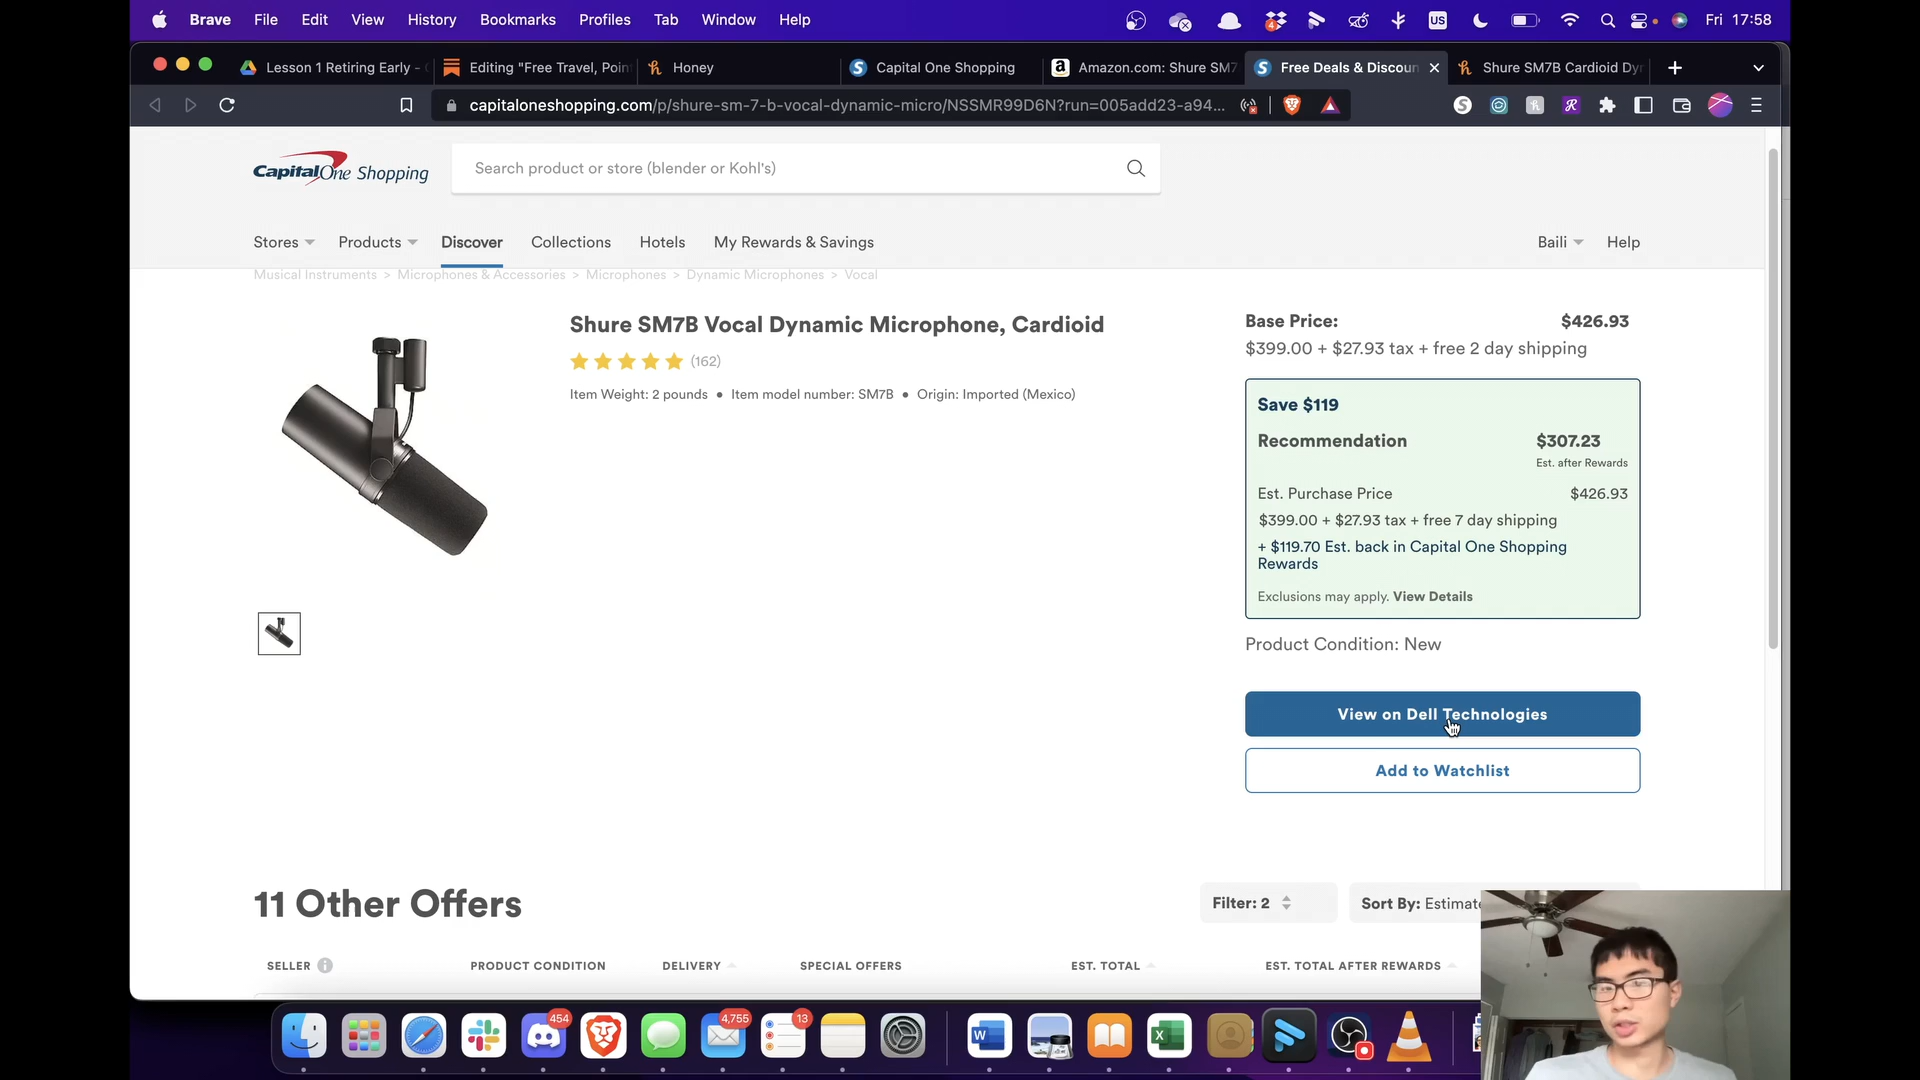 Brave File Edit View History Bookmarks Profiles Tab Window Help
US
Fri 17:58
Lesson 1 Retiring Early -
Editing "Free Travel, Poin
Honey
Capital One Shopping
Amazon.com: Shure SM7
Free Deals & Discoun
Shure SM7B Cardioid Dyn
capitaloneshopping.com/p/shure-sm-7-b-vocal-dynamic-micro/NSSMR99D6N?run=005add23-a94...
CapitalOne Shopping
Search product or store (blender or Kohl's)
Stores Products Discover Collections Hotels My Rewards & Savings
Baili Help
Musical Instruments > Microphones & Accessories > Microphones > Dynamic Microphones > Vocal
Shure SM7B Vocal Dynamic Microphone, Cardioid
(162)
Item Weight: 2 pounds • Item model number: SM7B • Origin: Imported (Mexico)
Base Price: $426.93
$399.00 + $27.93 tax + free 2 day shipping
Save $119
Recommendation $307.23
Est. after Rewards
Est. Purchase Price $426.93
$399.00 + $27.93 tax + free 7 day shipping
+ $119.70 Est. back in Capital One Shopping
Rewards
Exclusions may apply. View Details
Product Condition: New
View on Dell Technologies
Add to Watchlist
11 Other Offers
Filter: 2
Sort By: Estimate
SELLER PRODUCT CONDITION DELIVERY SPECIAL OFFERS EST. TOTAL EST. TOTAL AFTER REWARDS
454
4,755
13